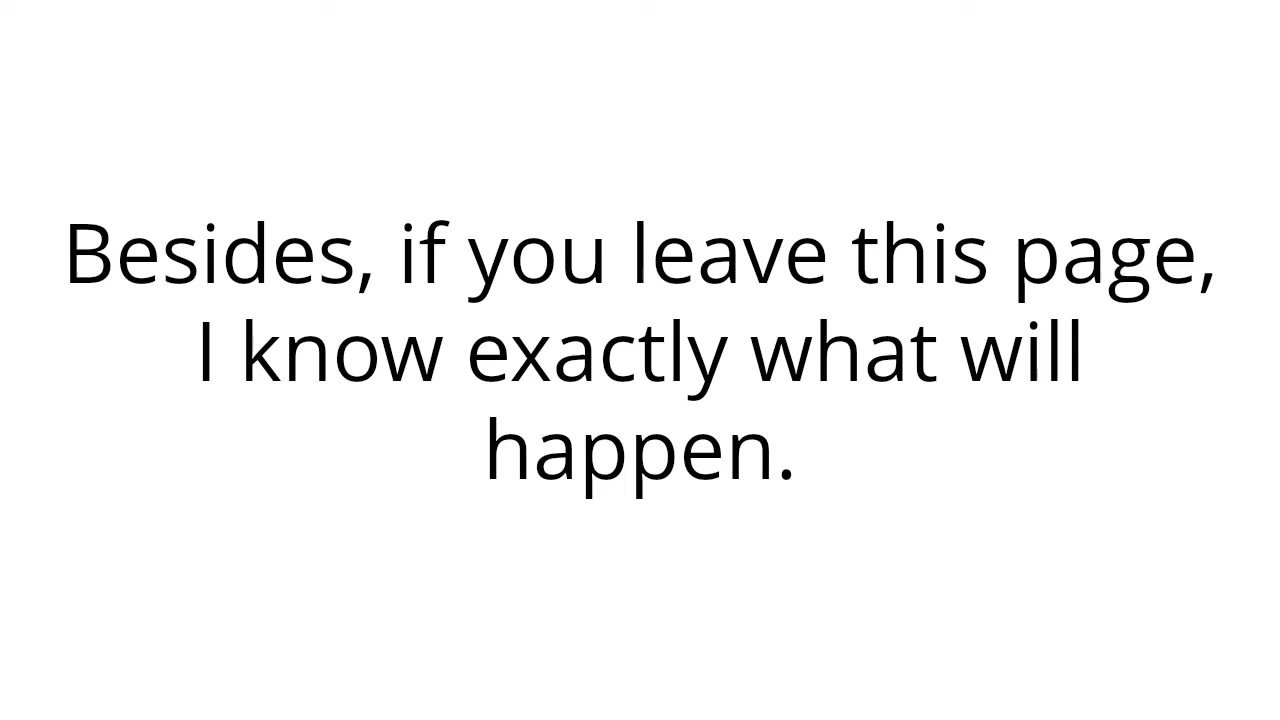 Besides, if you leave this page,
I know exactly what will
happen.